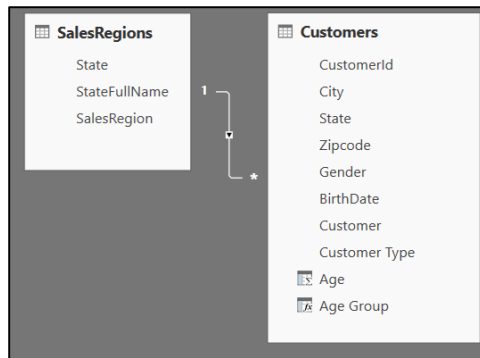 SalesRegions
State
StateFullName
SalesRegion
1
*
Customers
CustomerId
City
State
Zipcode
Gender
BirthDate
Customer
Customer Type
Age
Age Group